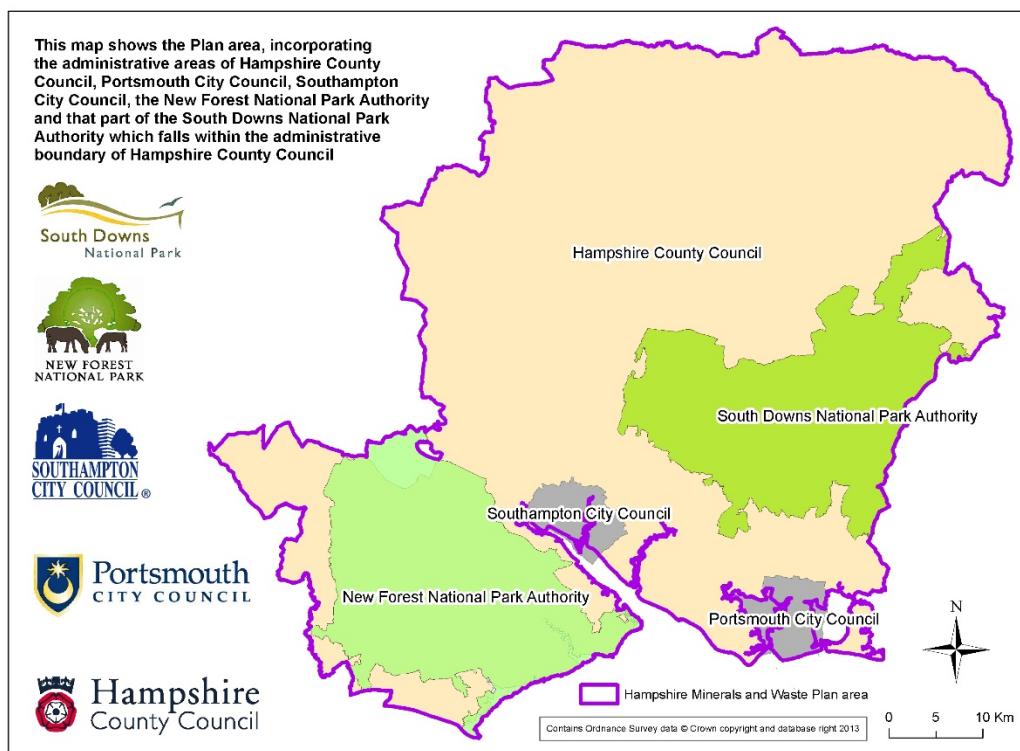 This map shows the Plan area, incorporating
the administrative areas of Hampshire County
Council, Portsmouth City Council, Southampton
City Council, the New Forest National Park Authority
and that part of the South Downs National Park
Authority which falls within the administrative
boundary of Hampshire County Council
South Downs
National Park
NEW FOREST
NATIONAL PARK
SOUTHAMPTON
CITY COUNCIL ®
PORTSMOUTH
CITY COUNCIL
Hampshire
County Council
Hampshire County Council
South Downs National Park Authority
Southampton City Council
New Forest National Park Authority
Portsmouth City Council
N
Hampshire Minerals and Waste Plan area
Contains Ordnance Survey data © Crown copyright and database right 2013
0 5 10 Km